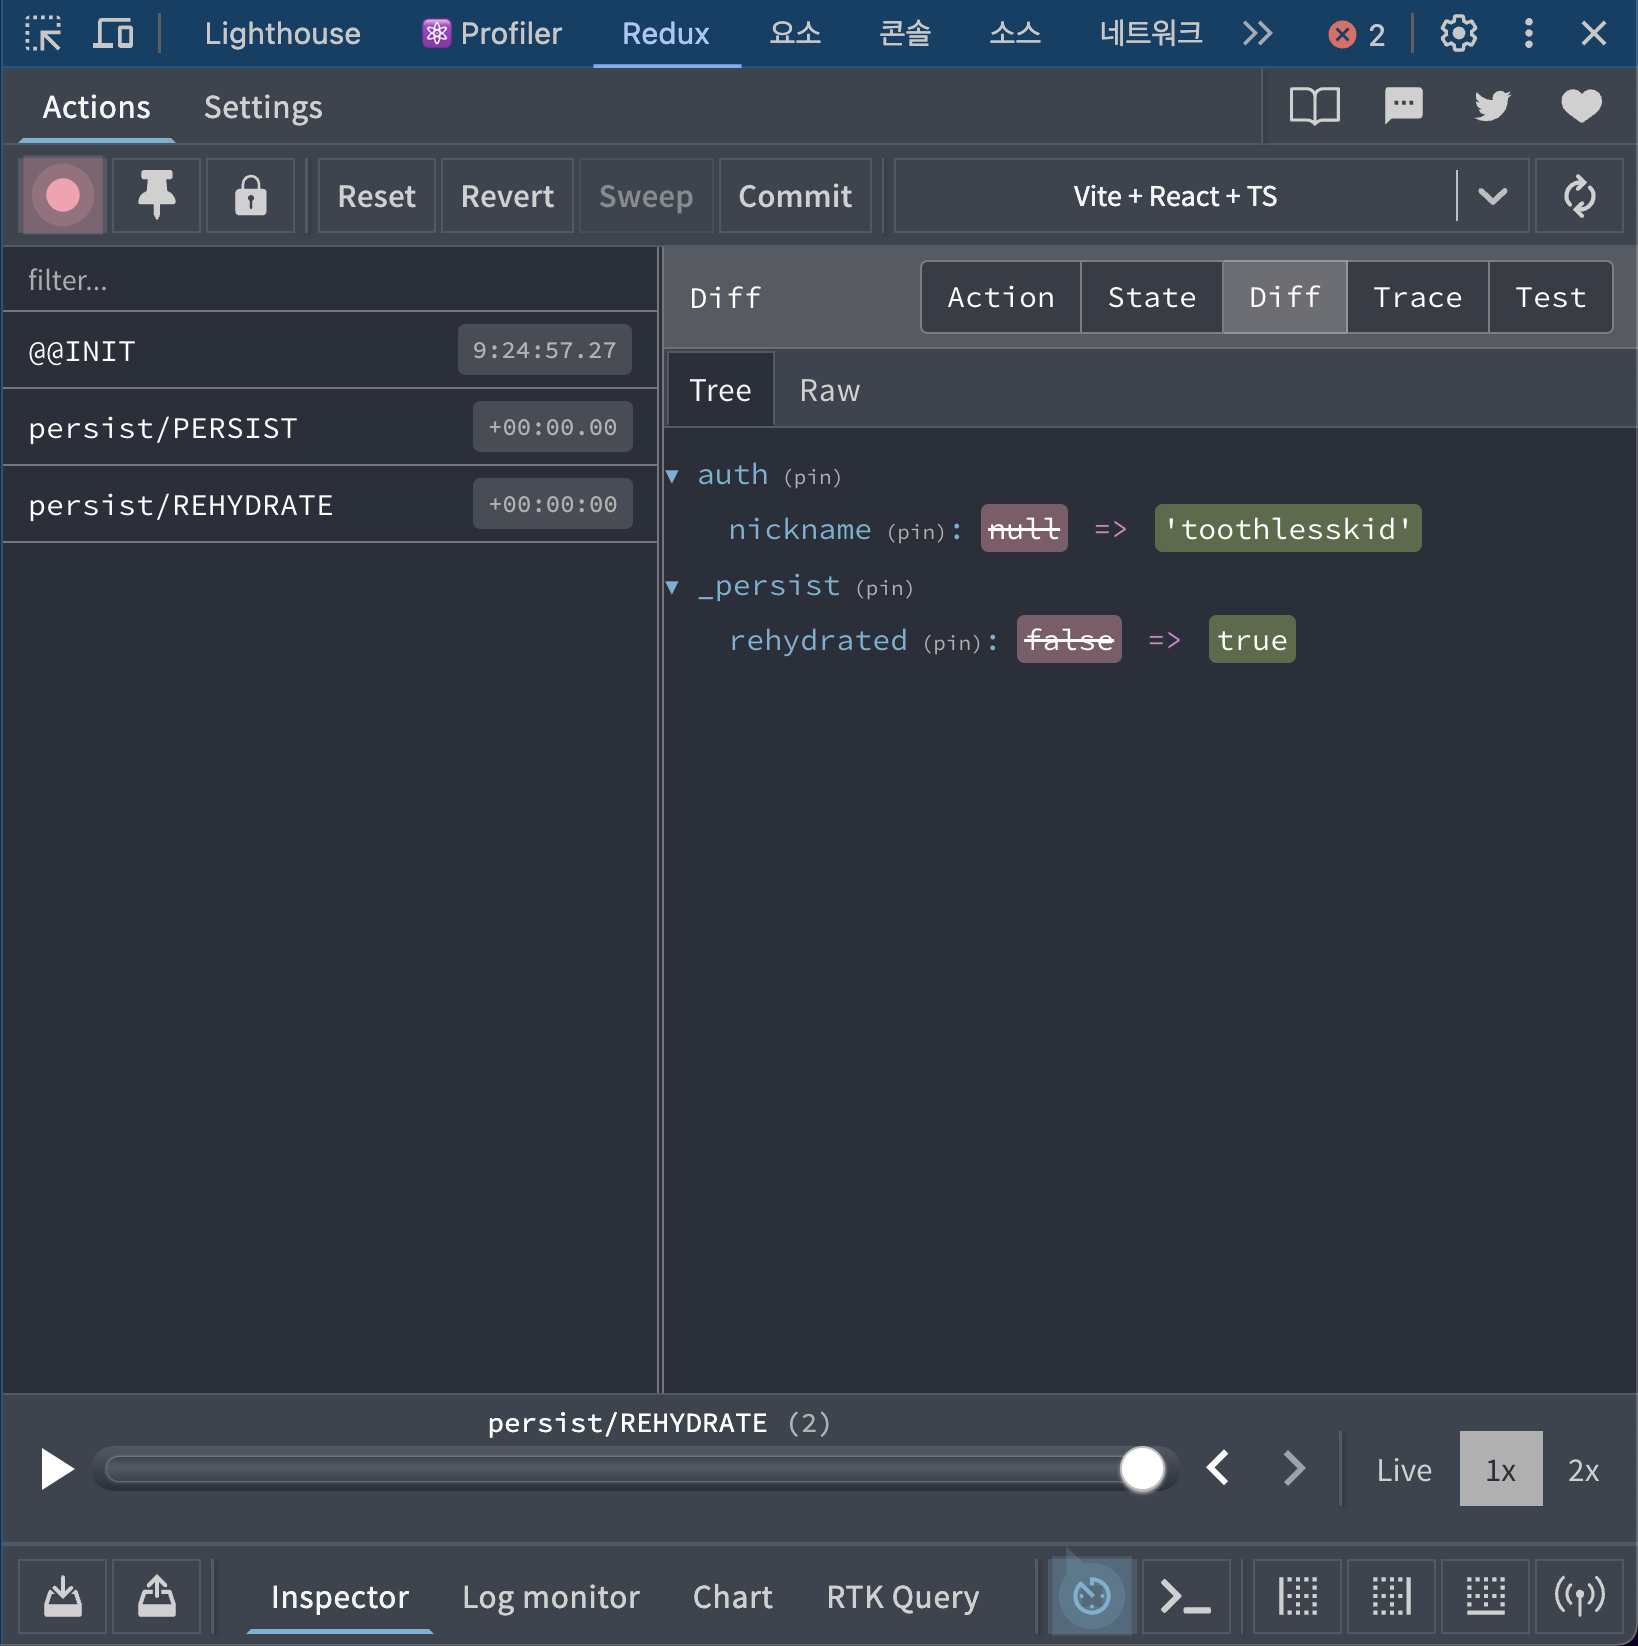 Lighthouse Profiler Redux 요소 콘솔 소스 네트워크 2
Actions Settings
Reset Revert Sweep Commit Vite + React + TS
filter...
@@INIT 9:24:57.27
persist/PERSIST +00:00.00
persist/REHYDRATE +00:00:00
Diff Action State Diff Trace Test
Tree Raw
auth (pin)
nickname (pin): null => 'toothlesskid'
_persist (pin)
rehydrated (pin): false => true
persist/REHYDRATE (2)
Live 1x 2x
Inspector Log monitor Chart RTK Query